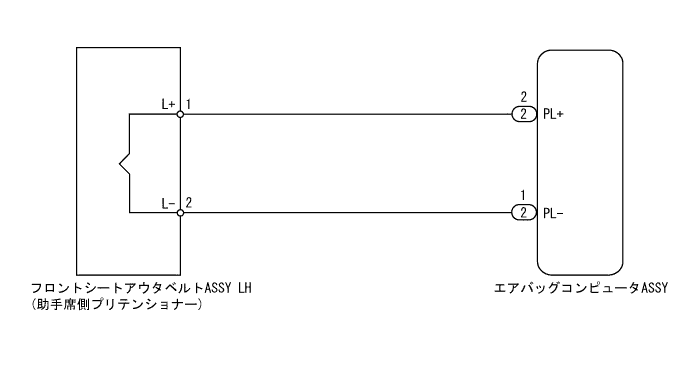 L+ 1
2
2 PL+
L- 2
1
2 PL-
フロントシートアウタベルトASSY LH
(助手席側プリテンショナー)
エアバッグコンピュータASSY